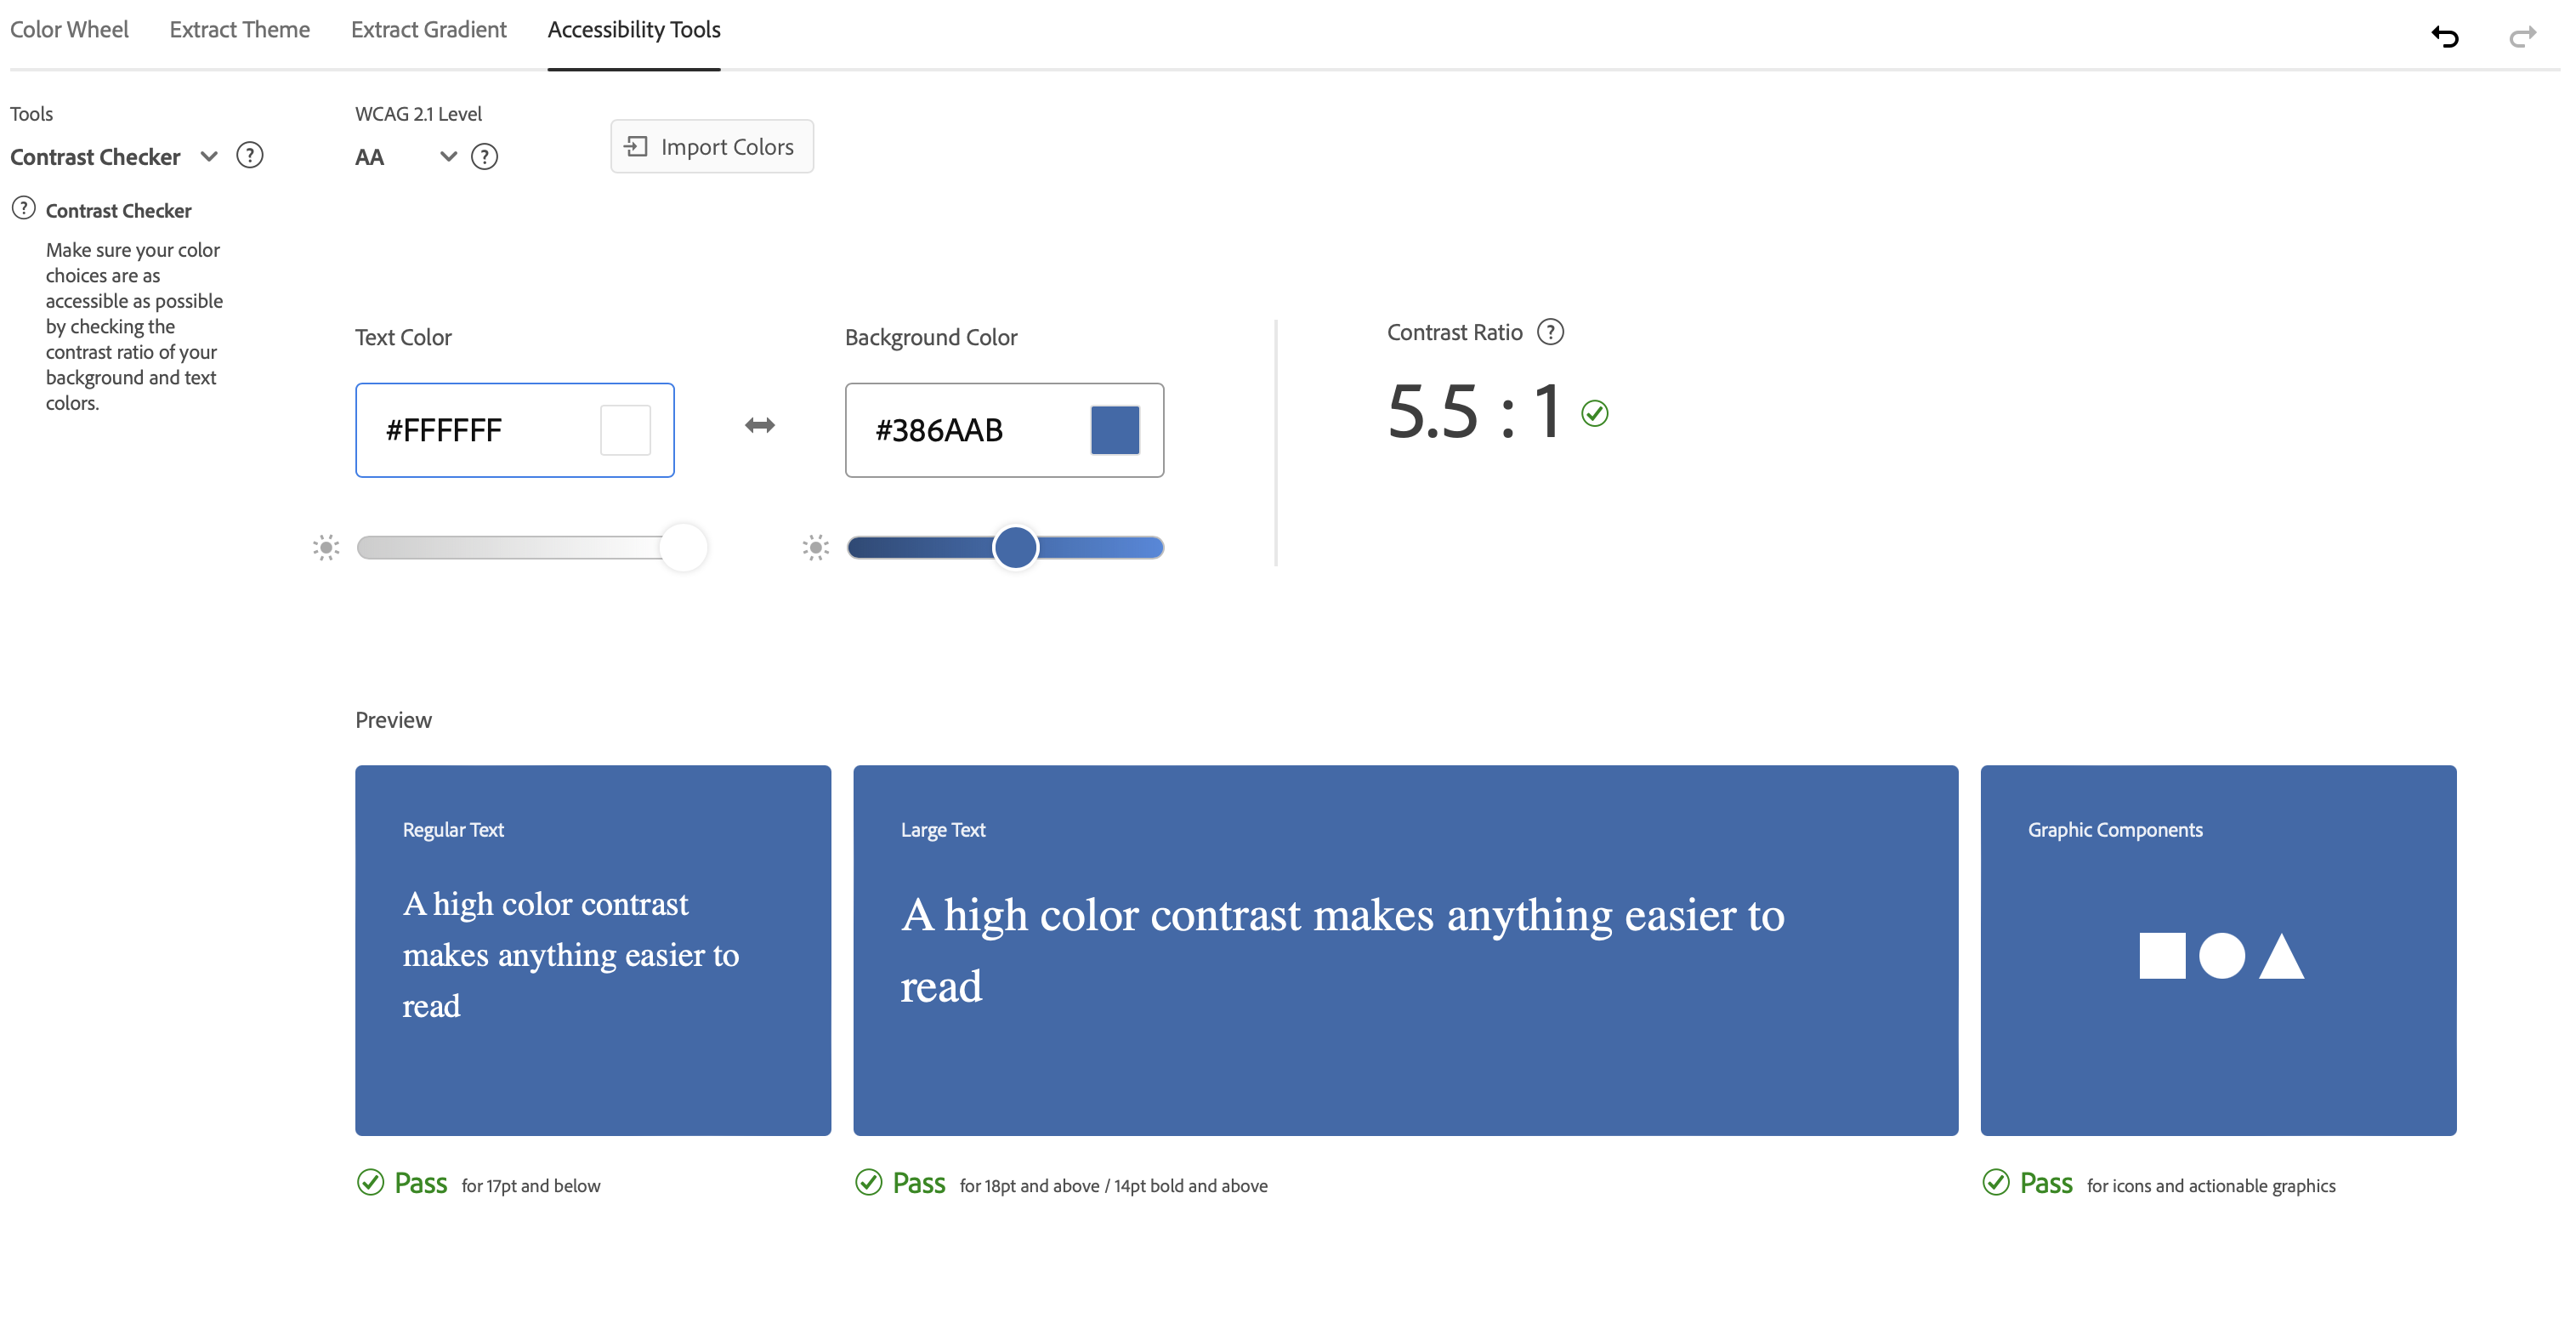 Color Wheel Extract Theme Extract Gradient Accessibility Tools
Tools
Contrast Checker
WCAG 2.1 Level
AA
Import Colors
Contrast Checker
Make sure your color
choices are as
accessible as possible
by checking the
contrast ratio of your
background and text
colors.
Text Color
#FFFFFF
Background Color
#386AAB
Contrast Ratio
5.5 : 1
Preview
Regular Text
A high color contrast
makes anything easier to
read
Pass for 17pt and below
Large Text
A high color contrast makes anything easier to
read
Pass for 18pt and above / 14pt bold and above
Graphic Components
Pass for icons and actionable graphics